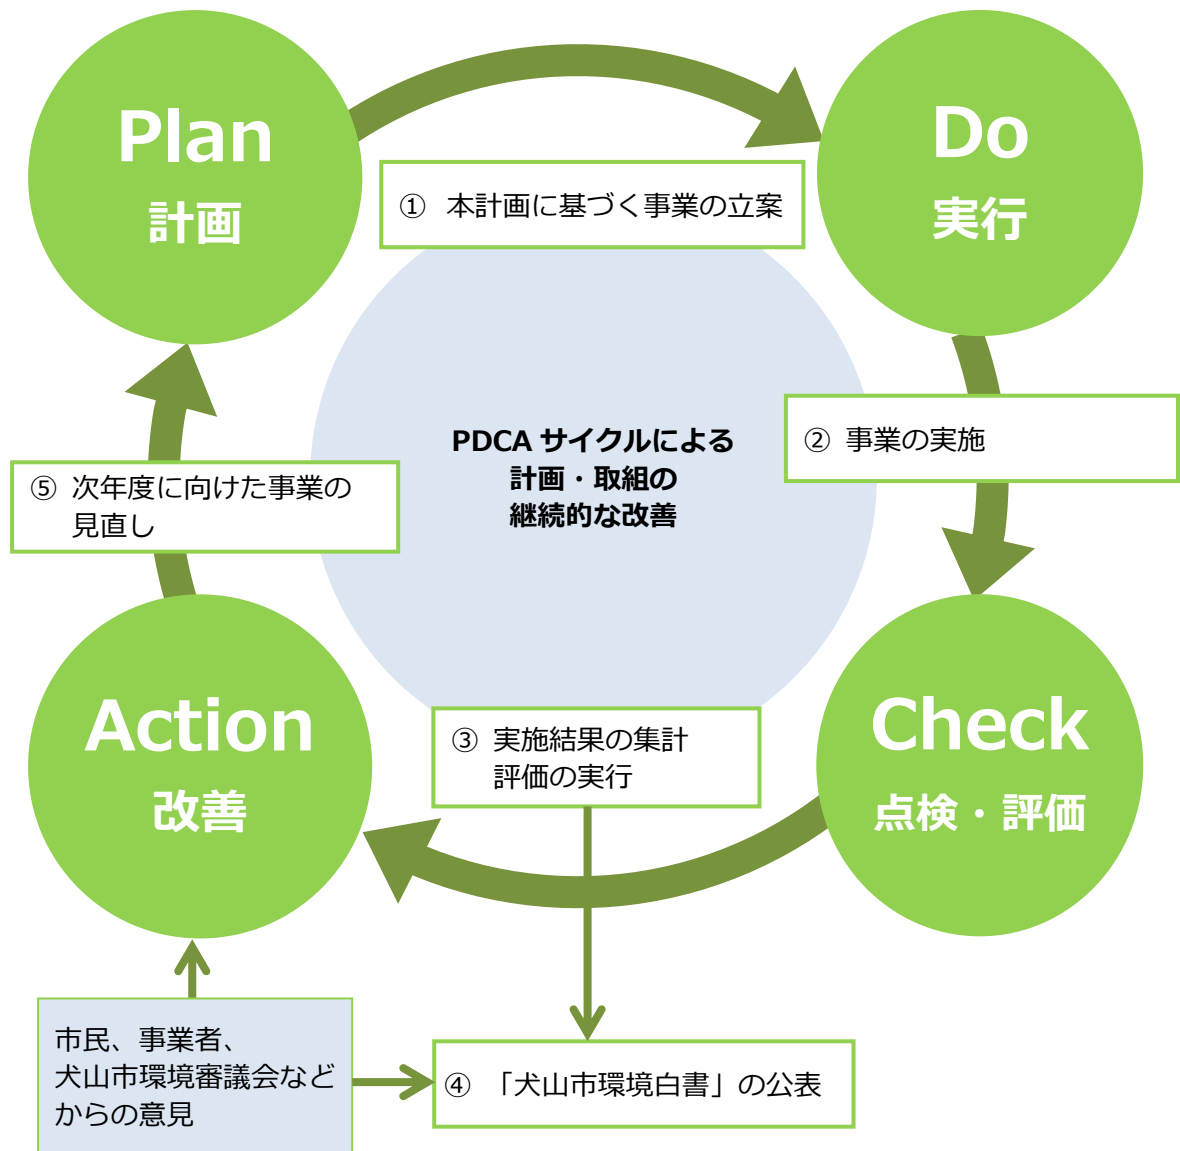 Plan
計画
① 本計画に基づく事業の立案
Do
実行
② 事業の実施
PDCA サイクルによる
計画・取組の
継続的な改善
⑤ 次年度に向けた事業の
見直し
Action
改善
③ 実施結果の集計
評価の実行
Check
点検・評価
市民、事業者、
犬山市環境審議会など
からの意見
④ 「犬山市環境白書」の公表